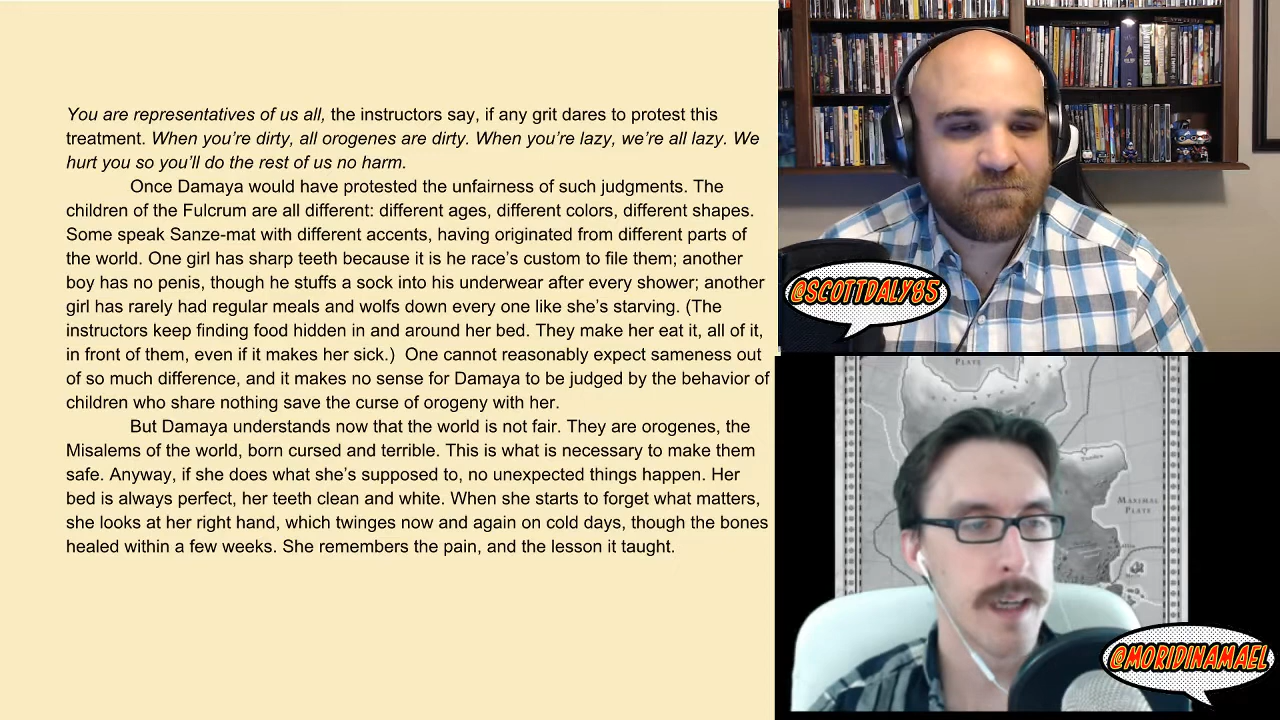 You are representatives of us all, the instructors say, if any grit dares to protest this
treatment. When you're dirty, all orogenes are dirty. When you're lazy, we're all lazy. We
hurt you so you'll do the rest of us no harm.
Once Damaya would have protested the unfairness of such judgments. The
children of the Fulcrum are all different: different ages, different colors, different shapes.
Some speak Sanze-mat with different accents, having originated from different parts of
the world. One girl has sharp teeth because it is he race's custom to file them; another
boy has no penis, though he stuffs a sock into his underwear after every shower; another
girl has rarely had regular meals and wolfs down every one like she's starving. (The
instructors keep finding food hidden in and around her bed. They make her eat it, all of it,
in front of them, even if it makes her sick.)  One cannot reasonably expect sameness out
of so much difference, and it makes no sense for Damaya to be judged by the behavior of
children who share nothing save the curse of orogeny with her.
But Damaya understands now that the world is not fair. They are orogenes, the
Misalems of the world, born cursed and terrible. This is what is necessary to make them
safe. Anyway, if she does what she's supposed to, no unexpected things happen. Her
bed is always perfect, her teeth clean and white. When she starts to forget what matters,
she looks at her right hand, which twinges now and again on cold days, though the bones
healed within a few weeks. She remembers the pain, and the lesson it taught.
@SCOTTDALY85
PLATE
MAXIMAL
PLATE
@MORIDINAMAEL